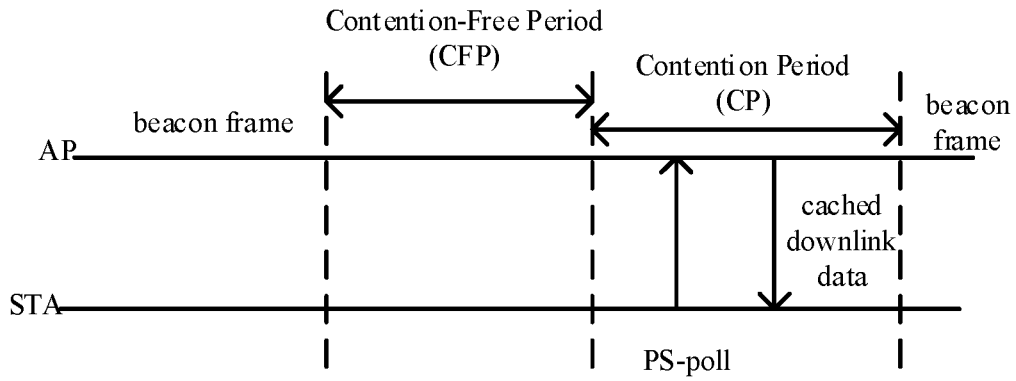 Contention-Free Period
(CFP)
Contention Period
(CP)
beacon frame
beacon
frame
AP
cached
downlink
data
STA
PS-poll